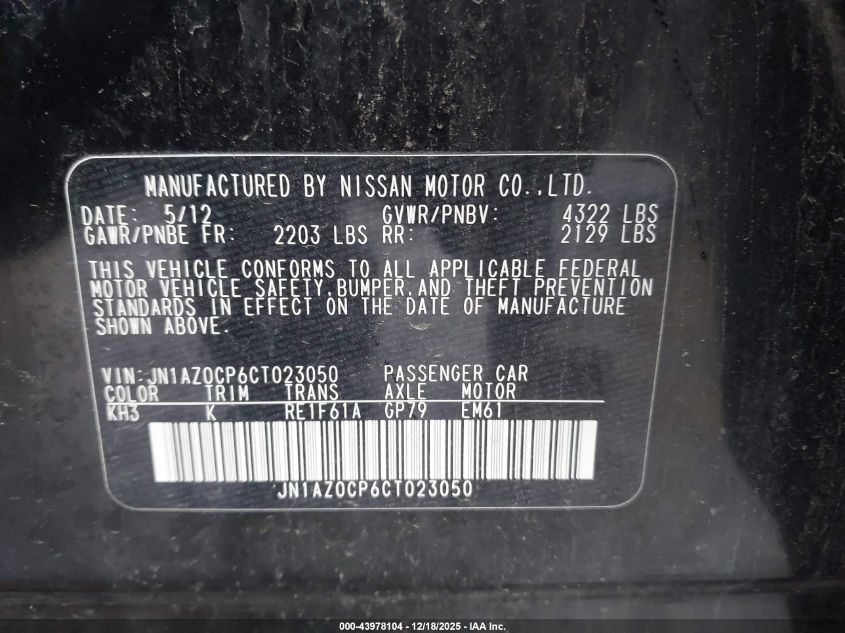 MANUFACTURED BY NISSAN MOTOR CO.,LTD.
DATE: 5/12 GVWR/PNBV: 4322 LBS
GAWR/PNBE FR: 2203 LBS RR: 2129 LBS
THIS VEHICLE CONFORMS TO ALL APPLICABLE FEDERAL
MOTOR VEHICLE SAFETY,BUMPER,AND THEFT PREVENTION
STANDARDS IN EFFECT ON THE DATE OF MANUFACTURE
SHOWN ABOVE.
VIN:JN1AZ0CP6CT023050 PASSENGER CAR
COLOR TRIM TRANS AXLE MOTOR
KH3 K RE1F61A GP79 EM61
JN1AZ0CP6CT023050
000-43978104 - 12/18/2025 - IAA Inc.